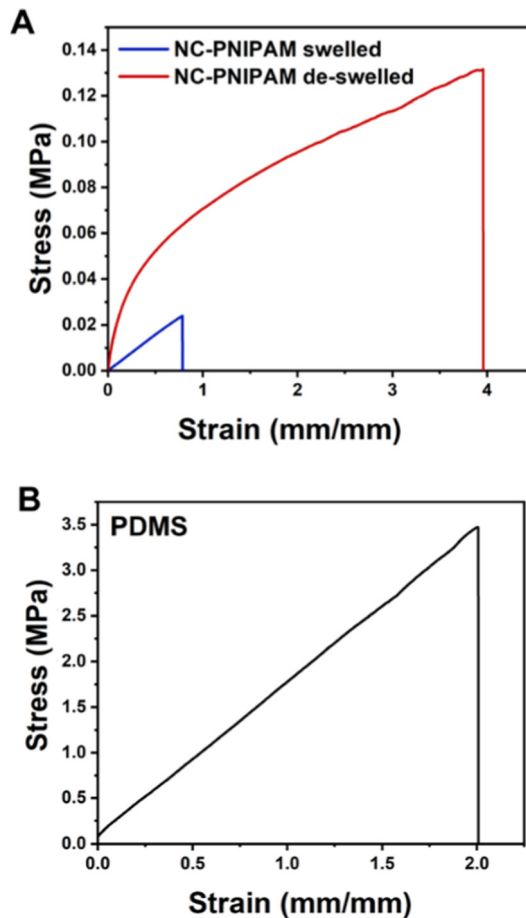 A
NC-PNIPAM swelled
NC-PNIPAM de-swelled
Stress (MPa)
0.14
0.12
0.10
0.08
0.06
0.04
0.02
0.00
0 1 2 3 4
Strain (mm/mm)
B
PDMS
Stress (MPa)
3.5
3.0
2.5
2.0
1.5
1.0
0.5
0.0
0.0 0.5 1.0 1.5 2.0
Strain (mm/mm)